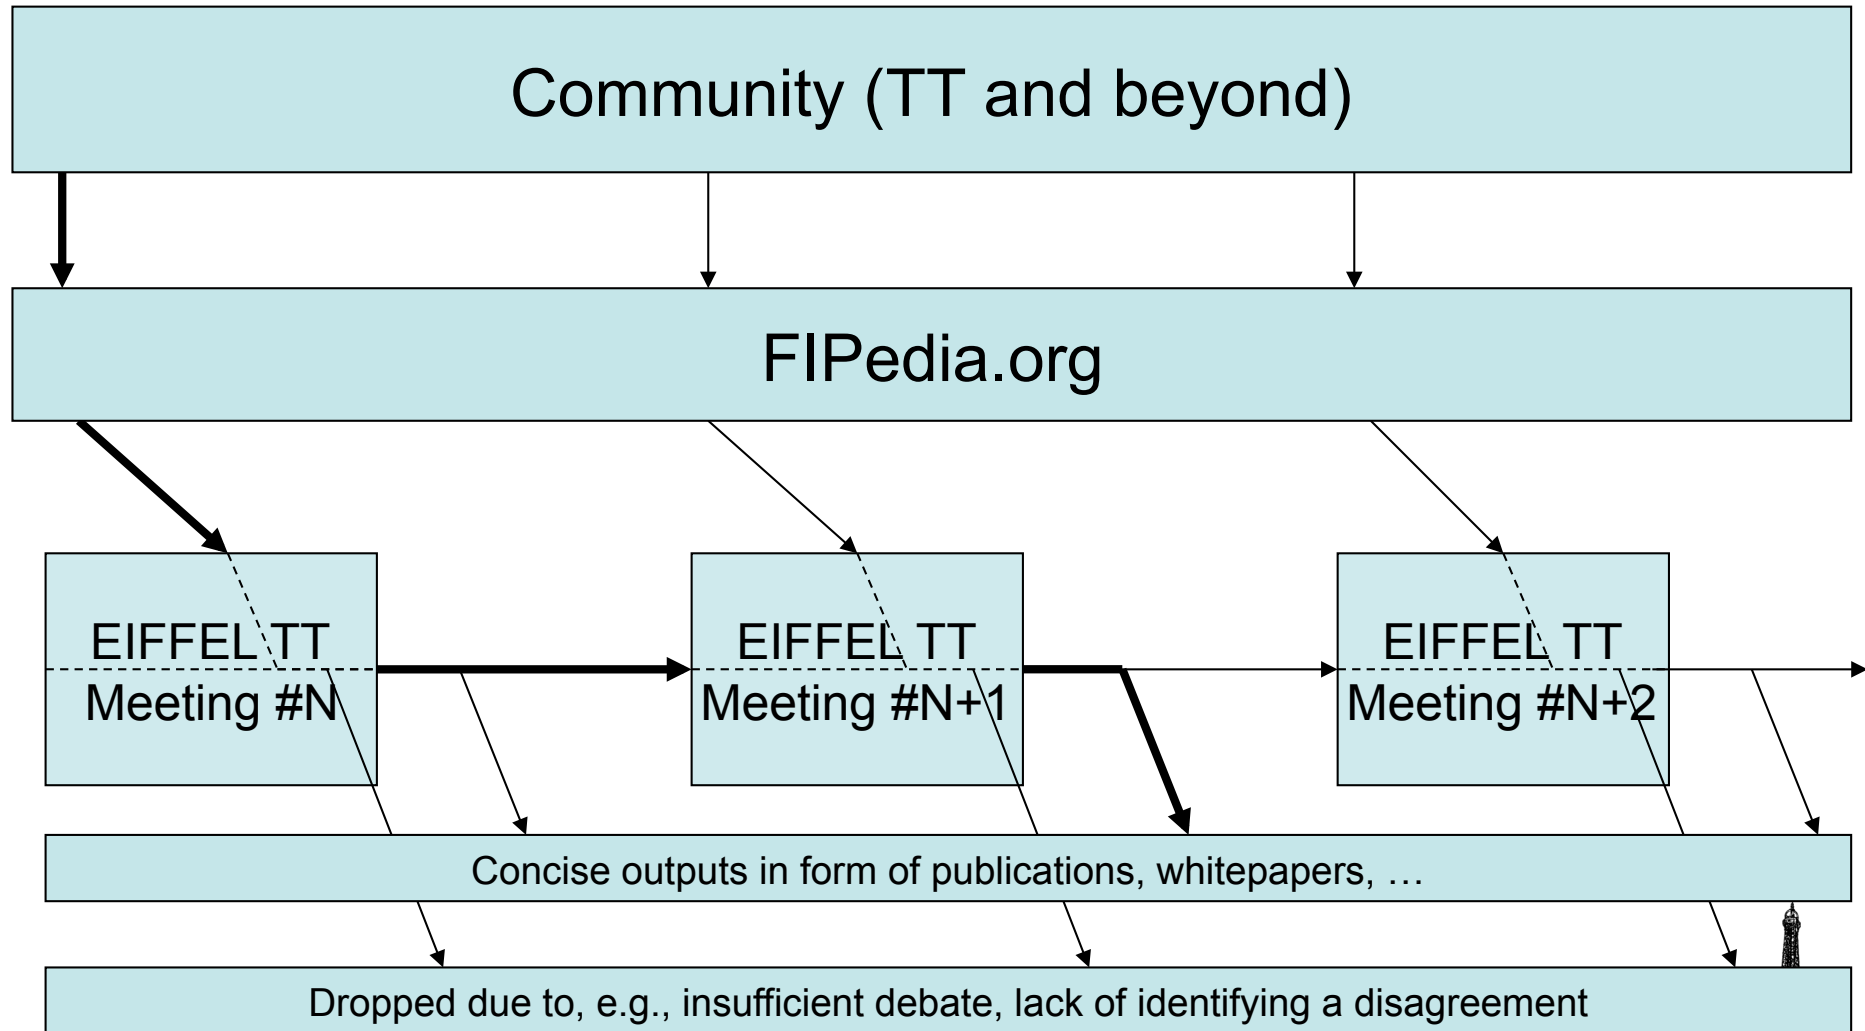 Community (TT and beyond)
FIPedia.org
EIFFEL TT
Meeting #N
EIFFEL TT
Meeting #N+1
EIFFEL TT
Meeting #N+2
Concise outputs in form of publications, whitepapers, …
Dropped due to, e.g., insufficient debate, lack of identifying a disagreement